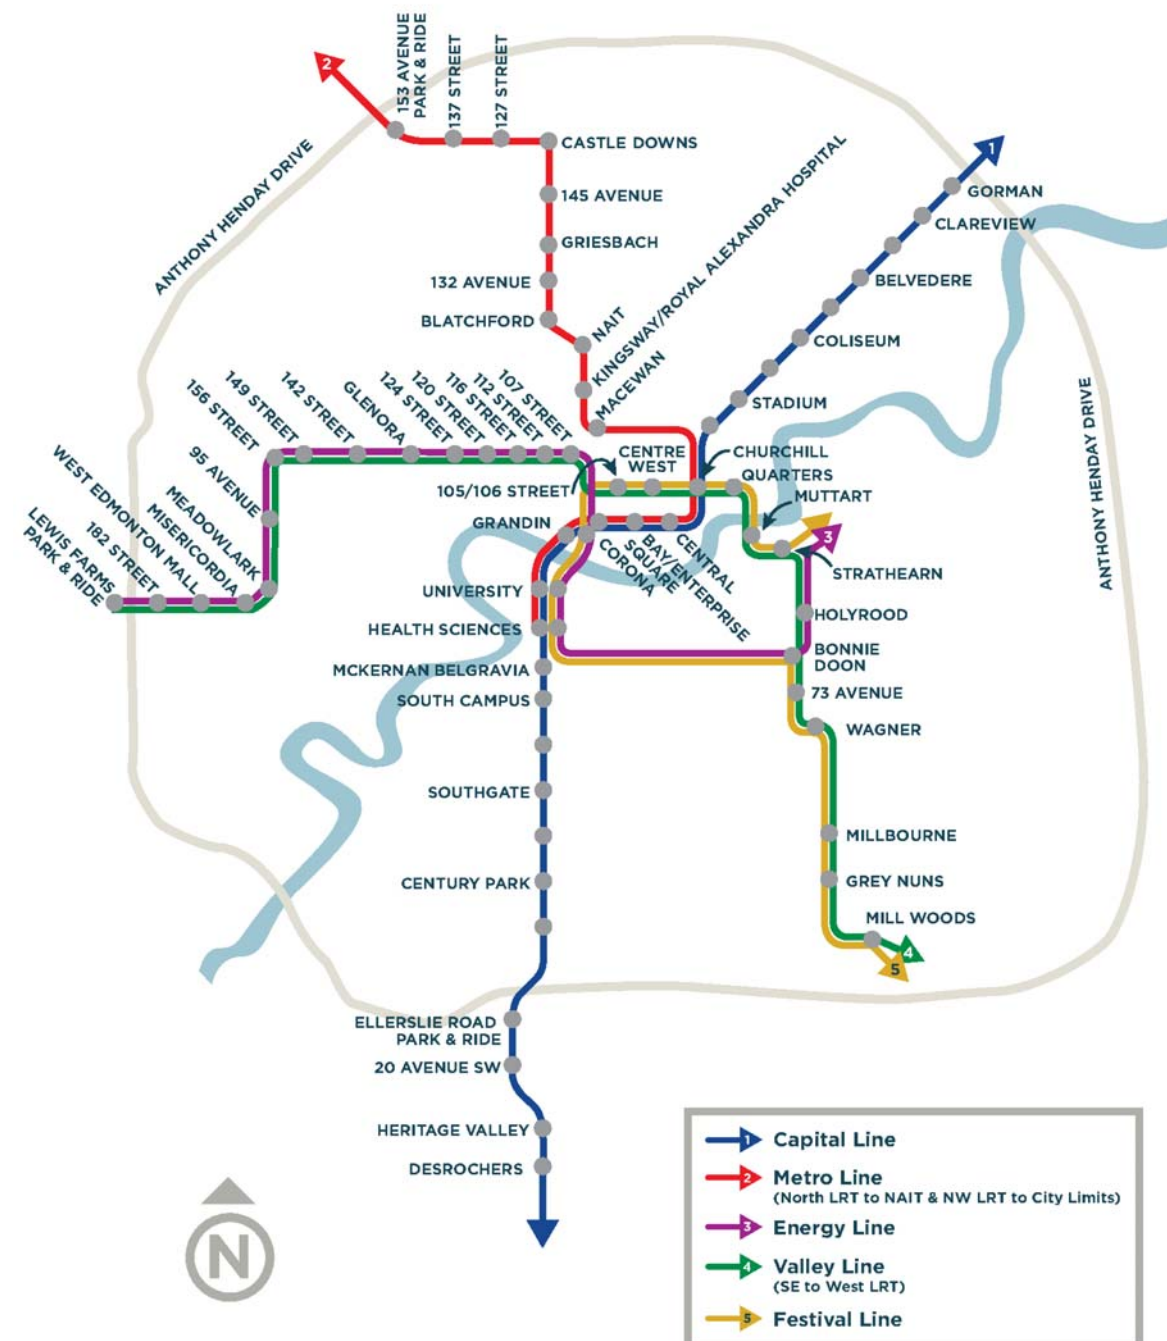 2
153 AVENUE
PARK & RIDE
137 STREET
127 STREET
CASTLE DOWNS
145 AVENUE
GRIESBACH
132 AVENUE
BLATCHFORD
NAIT
KINGSWAY/ROYAL ALEXANDRA HOSPITAL
MACEWAN
ANTHONY HENDAY DRIVE
1
GORMAN
CLAREVIEW
BELVEDERE
COLISEUM
STADIUM
CHURCHILL
ANTHONY HENDAY DRIVE
LEWIS FARMS
PARK & RIDE
182 STREET
WEST EDMONTON MALL
MISERICORDIA
MEADOWLARK
95 AVENUE
156 STREET
149 STREET
142 STREET
GLENORA
124 STREET
120 STREET
116 STREET
112 STREET
107 STREET
105/106 STREET
CENTRE
WEST
QUARTERS
MUTTART
3
STRATHEARN
HOLYROOD
BONNIE
DOON
73 AVENUE
WAGNER
MILLBOURNE
GREY NUNS
MILL WOODS
4
5
GRANDIN
CORONA
BAY/ENTERPRISE
SQUARE
CENTRAL
UNIVERSITY
HEALTH SCIENCES
MCKERNAN BELGRAVIA
SOUTH CAMPUS
SOUTHGATE
CENTURY PARK
ELLERSLIE ROAD
PARK & RIDE
20 AVENUE SW
HERITAGE VALLEY
DESROCHERS
N
1 Capital Line
2 Metro Line
(North LRT to NAIT & NW LRT to City Limits)
3 Energy Line
4 Valley Line
(SE to West LRT)
5 Festival Line